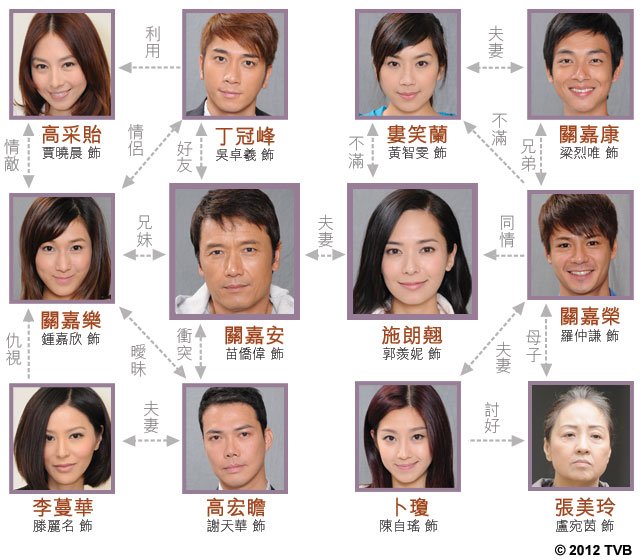 利用
夫妻
高采貽
賈曉晨 飾
丁冠峰
吳卓羲 飾
婁笑蘭
黃智雯 飾
關嘉康
梁烈唯 飾
情敵
情侶
好友
不滿
不滿
兄弟
兄妹
夫妻
同情
關嘉樂
鍾嘉欣 飾
關嘉安
苗僑偉 飾
施朗翹
郭羨妮 飾
關嘉榮
羅仲謙 飾
仇視
曖昧
衝突
夫妻
母子
夫妻
討好
李蔓華
滕麗名 飾
高宏瞻
謝天華 飾
卜瓊
陳自瑤 飾
張美玲
盧宛茵 飾
© 2012 TVB